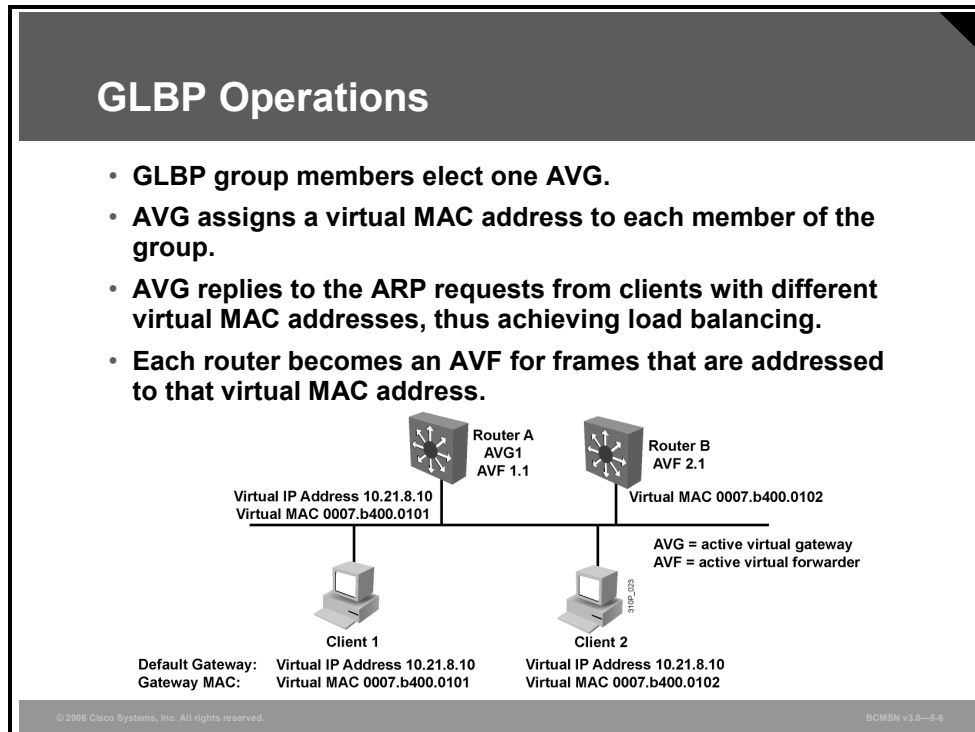 GLBP Operations
• GLBP group members elect one AVG.
• AVG assigns a virtual MAC address to each member of the
group.
• AVG replies to the ARP requests from clients with different
virtual MAC addresses, thus achieving load balancing.
• Each router becomes an AVF for frames that are addressed
to that virtual MAC address.
Router A
AVG1
AVF 1.1
Router B
AVF 2.1
Virtual IP Address 10.21.8.10
Virtual MAC 0007.b400.0101
Virtual MAC 0007.b400.0102
AVG = active virtual gateway
AVF = active virtual forwarder
310P_023
Client 1
Client 2
Default Gateway: Virtual IP Address 10.21.8.10 Virtual IP Address 10.21.8.10
Gateway MAC: Virtual MAC 0007.b400.0101 Virtual MAC 0007.b400.0102
© 2006 Cisco Systems, Inc. All rights reserved. BCMSN v3.0—5-6